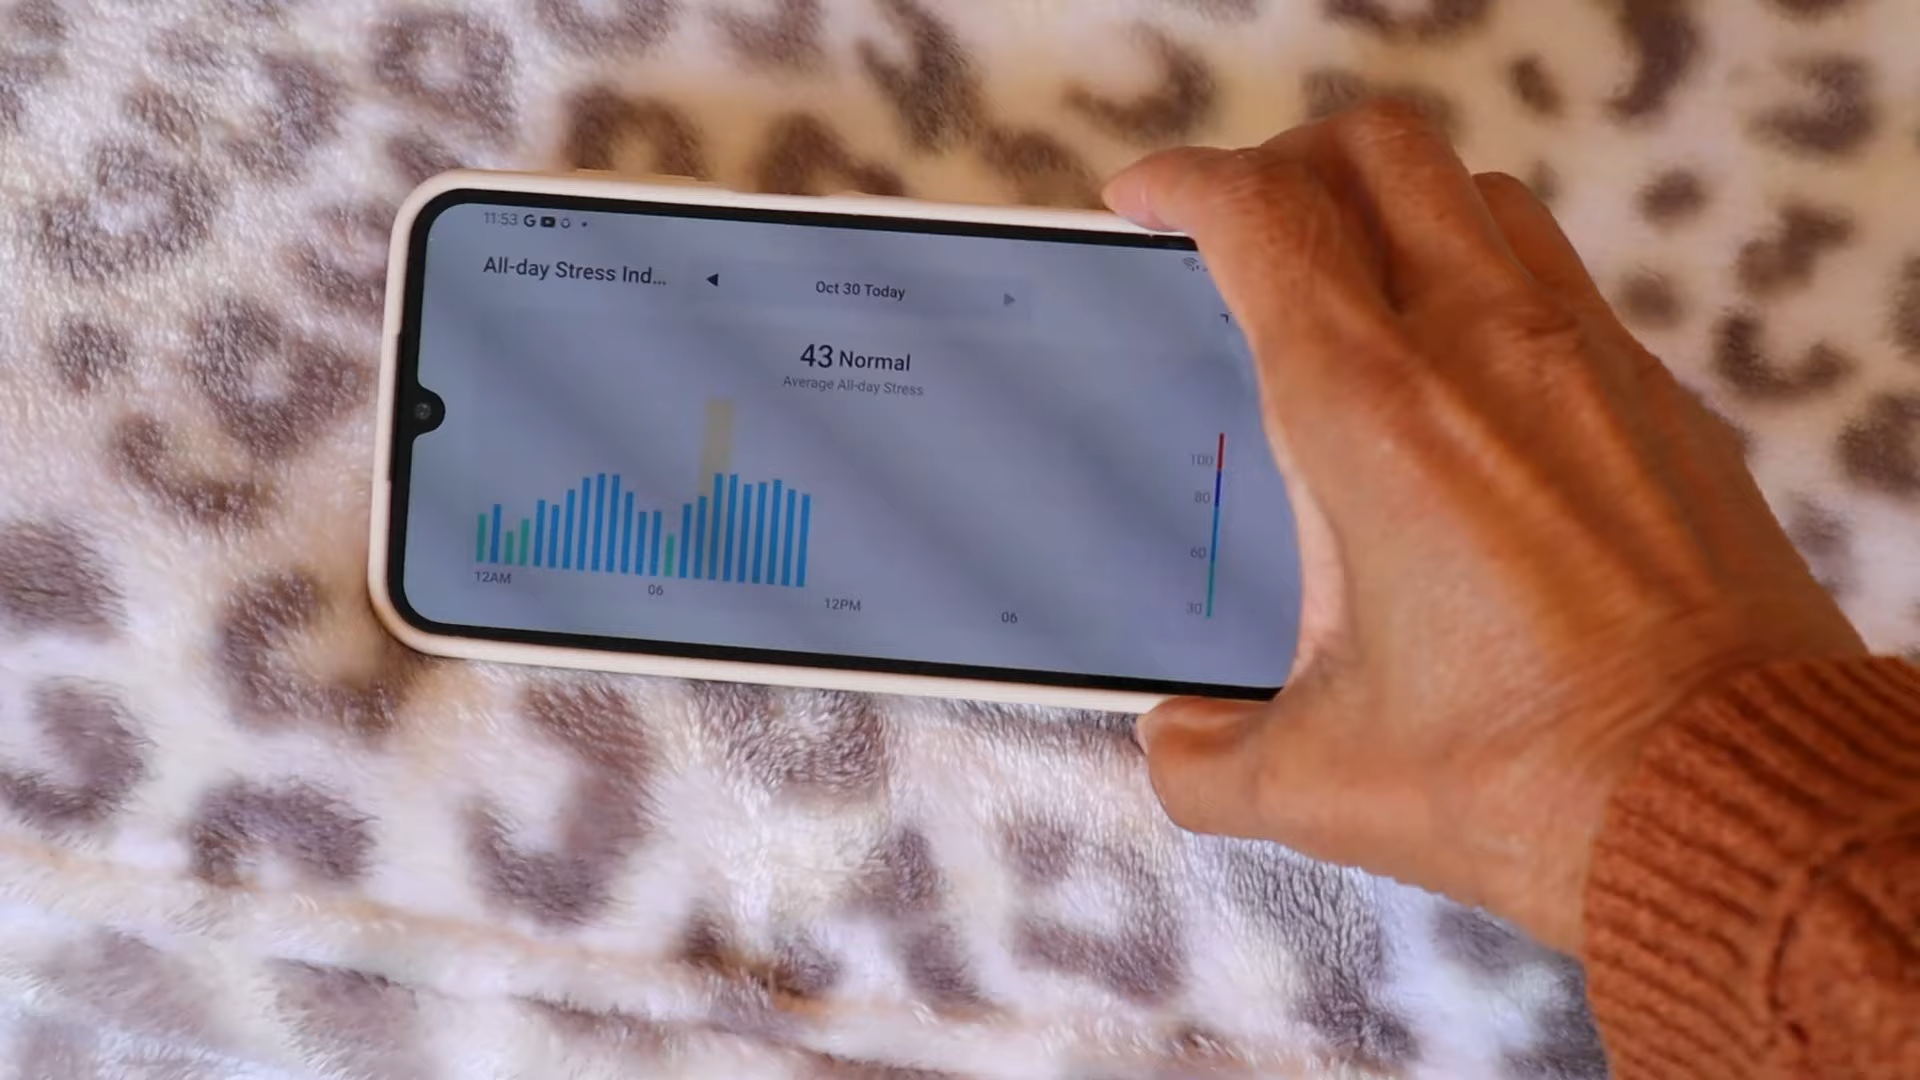 11:53
All-day Stress Ind...
Oct 30 Today
43 Normal
Average All-day Stress
100
80
60
30
12AM
06
12PM
06